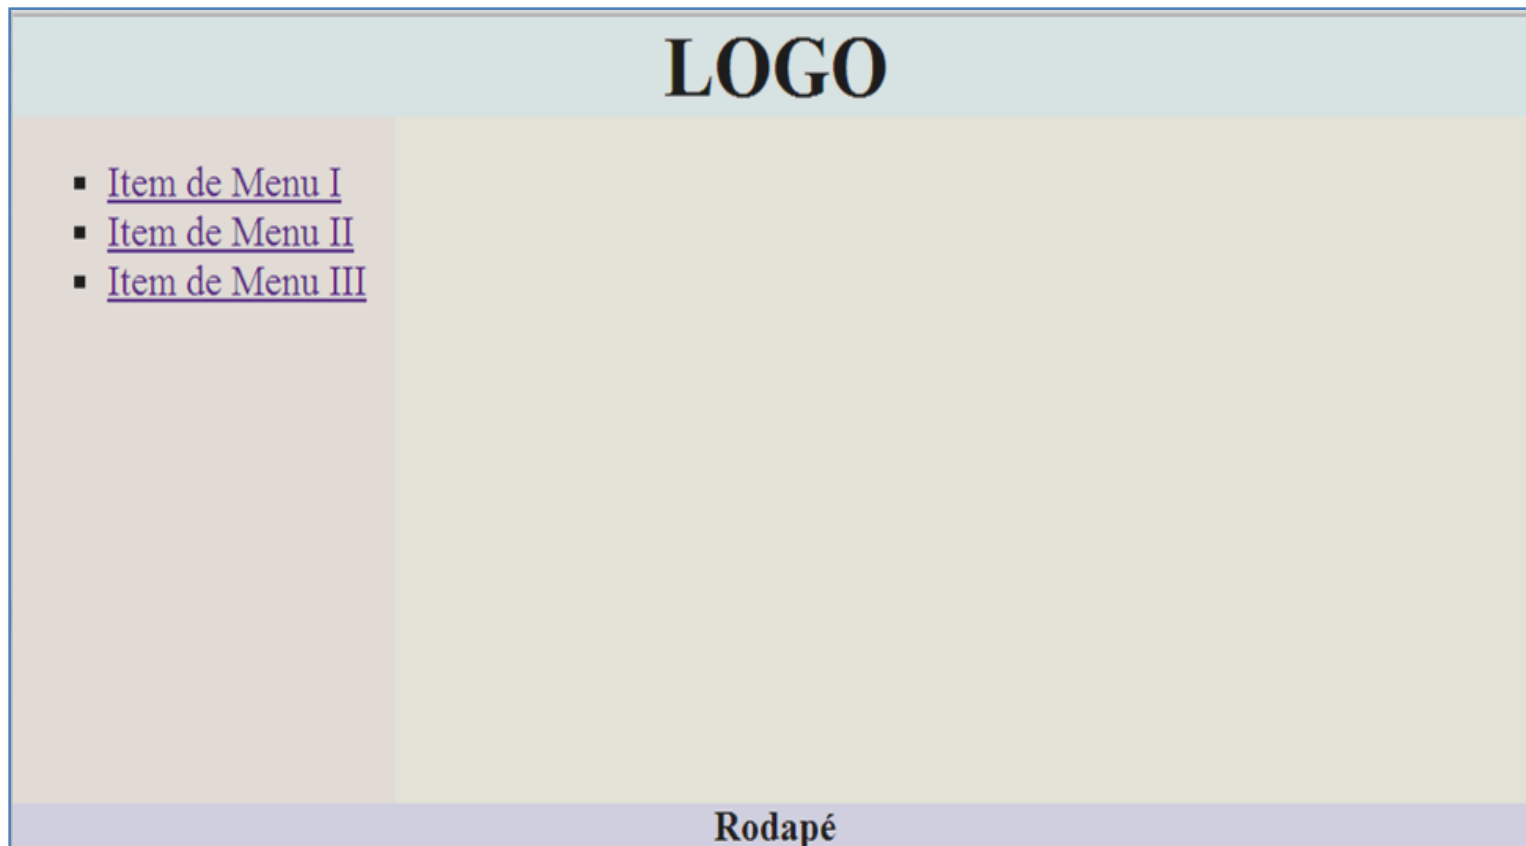 LOGO
Item de Menu I
Item de Menu II
Item de Menu III
Rodapé